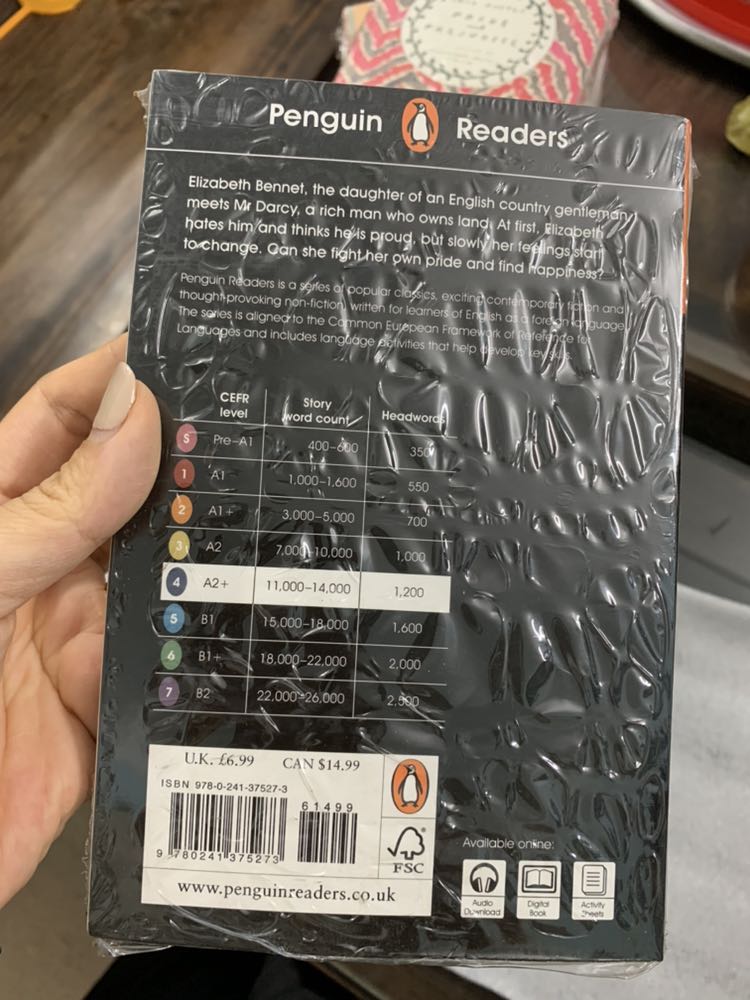 PRIDE
PREJUDICE
Penguin Readers
Elizabeth Bennet, the daughter of an English country gentleman,
meets Mr Darcy, a rich man who owns land. At first, Elizabeth
hates him and thinks he is proud, but slowly her feelings start
to change. Can she fight her own pride and find happiness?
Penguin Readers is a series of popular classics, exciting contemporary fiction and
thought-provoking non-fiction, written for learners of English as a foreign language.
The series is aligned to the Common European Framework of Reference for
Languages and includes language activities that help develop key skills.
CEFR level Story word count Headwords
S Pre-A1 400-600 350
1 A1 1,000-1,600 550
2 A1+ 3,000-5,000 700
3 A2 7,000-10,000 1,000
4 A2+ 11,000-14,000 1,200
5 B1 15,000-18,000 1,600
6 B1+ 18,000-22,000 2,000
7 B2 22,000-26,000 2,500
U.K. £6.99 CAN $14.99
ISBN 978-0-241-37527-3
61499
9 780241 375273
FSC
www.penguinreaders.co.uk
Available online:
Audio Download
Digital Book
Activity Sheets